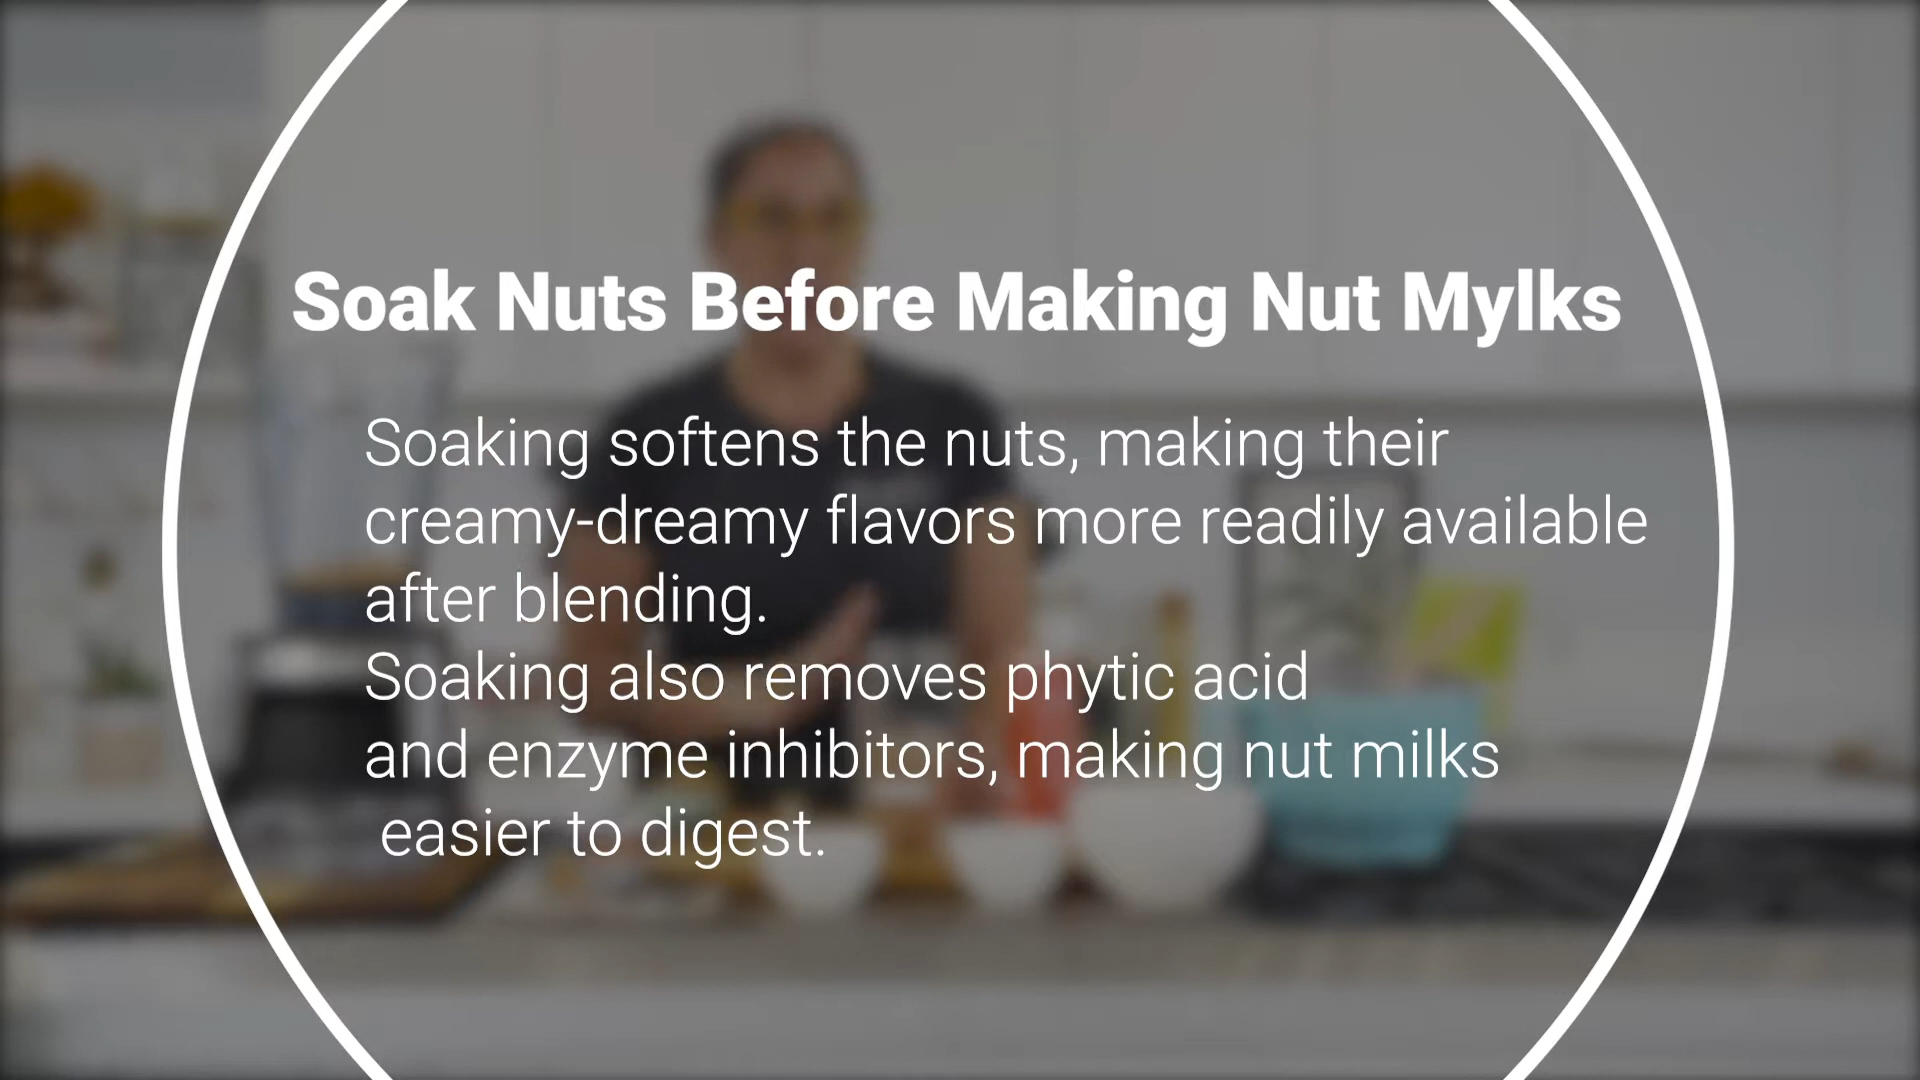 Soak Nuts Before Making Nut Mylks
Soaking softens the nuts, making their
creamy-dreamy flavors more readily available
after blending.
Soaking also removes phytic acid
and enzyme inhibitors, making nut milks
easier to digest.